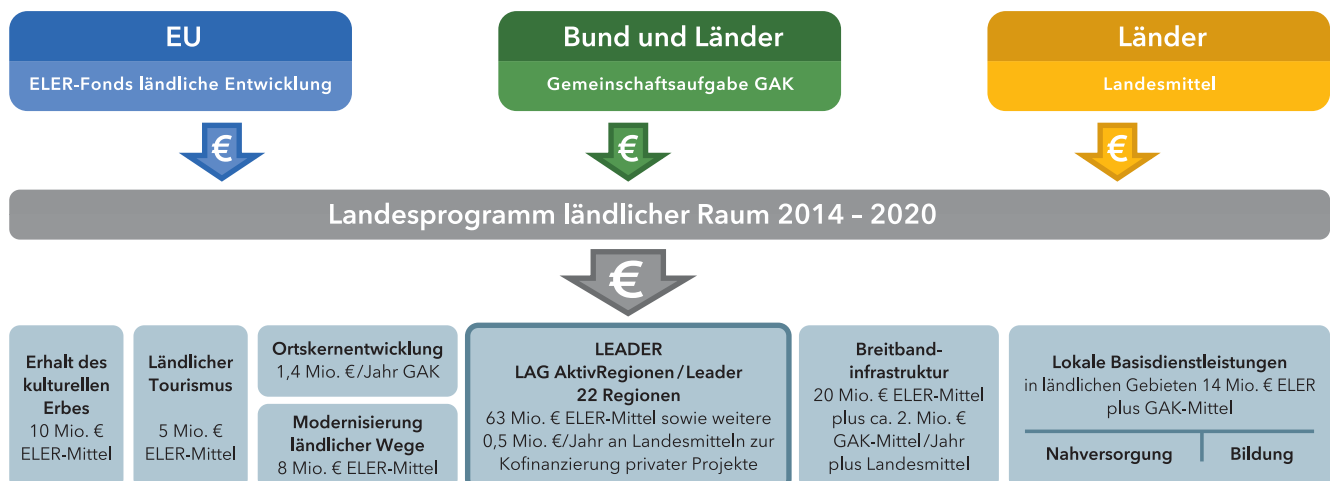 EU
ELER-Fonds ländliche Entwicklung
€
Bund und Länder
Gemeinschaftsaufgabe GAK
€
Länder
Landesmittel
€
Landesprogramm ländlicher Raum 2014 – 2020
€
Erhalt des
kulturellen
Erbes
10 Mio. €
ELER-Mittel
Ländlicher
Tourismus
5 Mio. €
ELER-Mittel
Ortskernentwicklung
1,4 Mio. €/Jahr GAK
Modernisierung
ländlicher Wege
8 Mio. € ELER-Mittel
LEADER
LAG AktivRegionen/Leader
22 Regionen
63 Mio. € ELER-Mittel sowie weitere
0,5 Mio. €/Jahr an Landesmitteln zur
Kofinanzierung privater Projekte
Breitband-
infrastruktur
20 Mio. € ELER-Mittel
plus ca. 2. Mio. €
GAK-Mittel/Jahr
plus Landesmittel
Lokale Basisdienstleistungen
in ländlichen Gebieten 14 Mio. € ELER
plus GAK-Mittel
Nahversorgung
Bildung